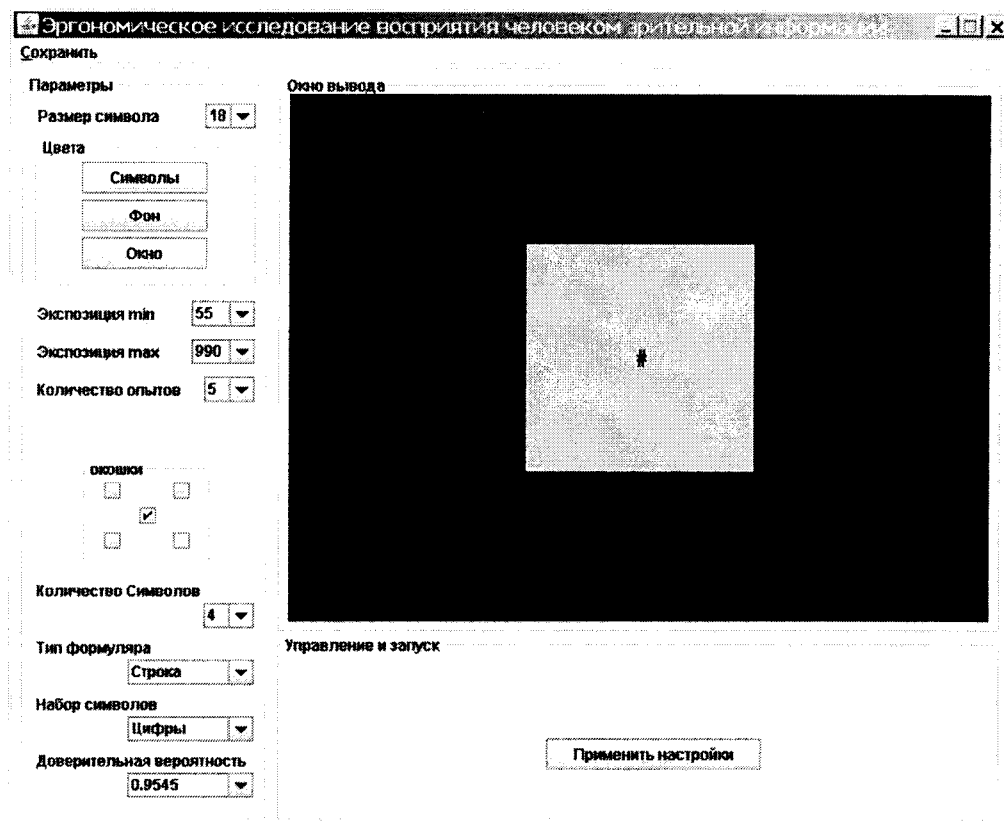 Эргономическое исследование восприятия человеком зрительной информации
Сохранить
Параметры
Размер символа 18
Цвета
Символы
Фон
Окно
Экспозиция min 55
Экспозиция max 990
Количество опытов 5
окошки
Количество Символов
4
Тип формуляра
Строка
Набор символов
Цифры
Доверительная вероятность
0.9545
Окно вывода
#
Управление и запуск
Применить настройки